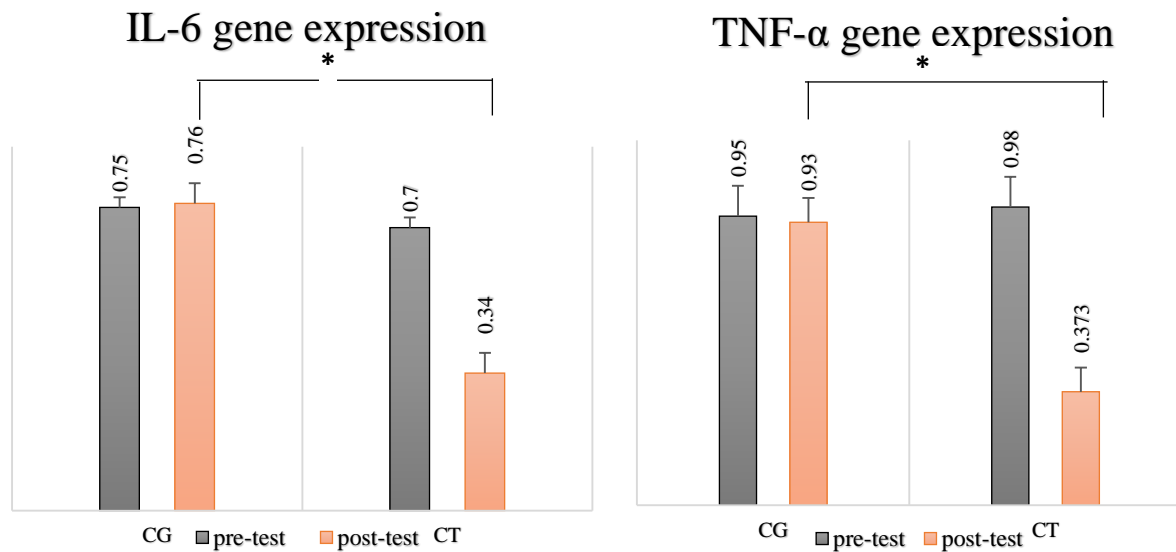 IL-6 gene expression
*
0.75
0.76
0.7
0.34
CG pre-test post-test CT
TNF-α gene expression
*
0.95
0.93
0.98
0.373
CG pre-test post-test CT